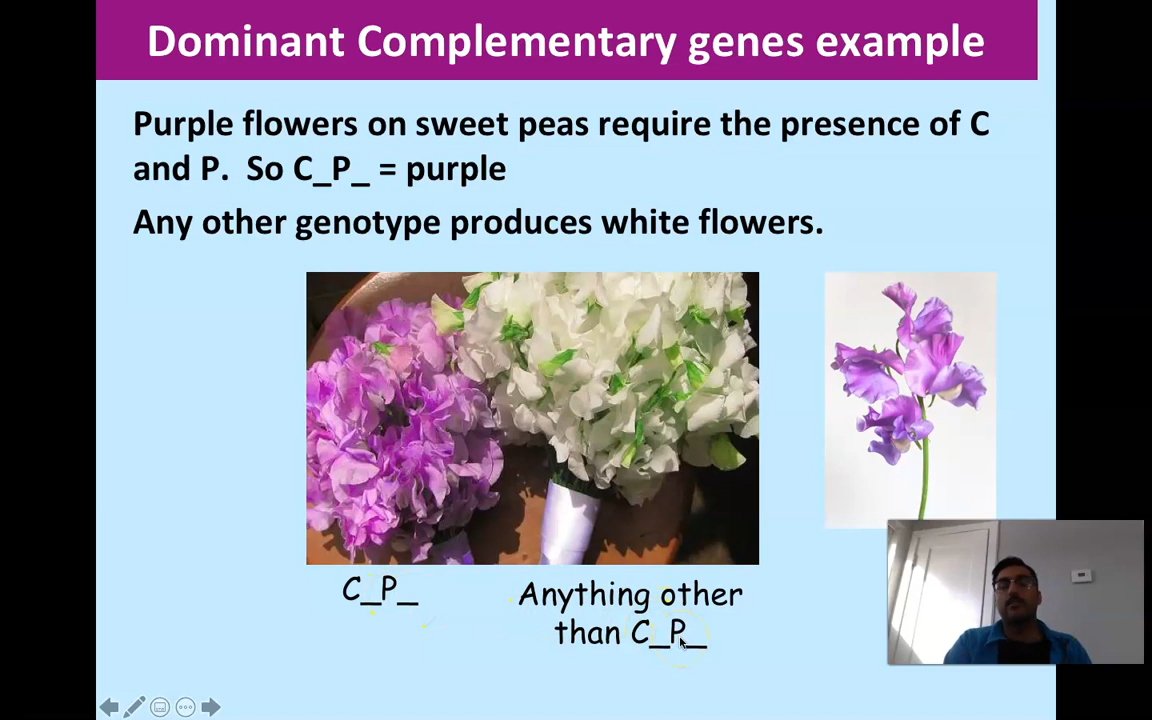 Dominant Complementary genes example
Purple flowers on sweet peas require the presence of C
and P.  So C_P_ = purple
Any other genotype produces white flowers.
C_P_
Anything other
than C_P_